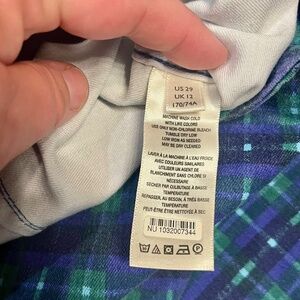 US 29
UK 12
170/74A
MACHINE WASH COLD
WITH LIKE COLORS
USE ONLY NON-CHLORINE BLEACH
TUMBLE DRY LOW
LOW IRON AS NEEDED
MAY BE DRY CLEANED
LAVER À LA MACHINE À L'EAU FROIDE
AVEC COULEURS SIMILAIRES
UTILISER UN AGENT DE
BLANCHIMENT SANS CHLORE SI
NÉCESSAIRE
SÉCHER PAR CULBUTAGE À BASSE
TEMPÉRATURE
REPASSER, AU BESOIN, À TRÈS BASSE
TEMPÉRATURE
PEUT-ÊTRE ÊTRE NETTOYÉE À SEC
NU 1032007344